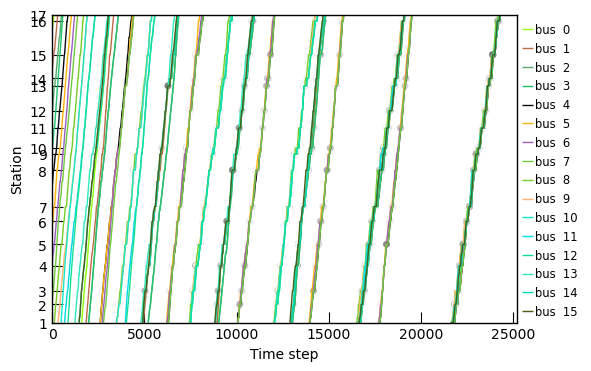 17
16
15
14
13
12
11
10
9
8
7
6
5
4
3
2
1
Station
0 5000 10000 15000 20000 25000
Time step
bus 0
bus 1
bus 2
bus 3
bus 4
bus 5
bus 6
bus 7
bus 8
bus 9
bus 10
bus 11
bus 12
bus 13
bus 14
bus 15